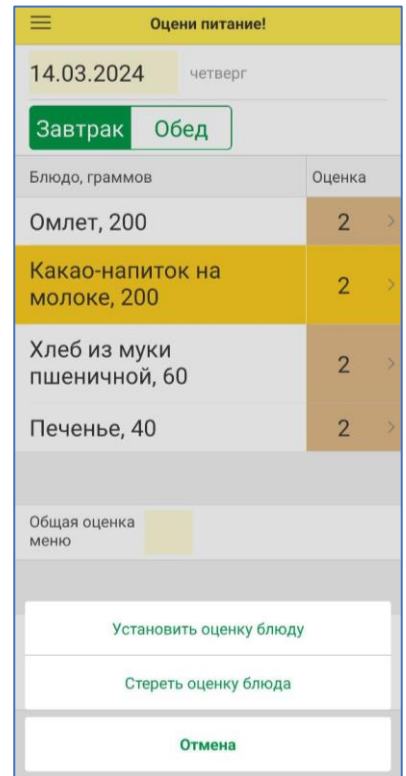 Оцени питание!
14.03.2024 четверг
Завтрак Обед
Блюдо, граммов Оценка
Омлет, 200 2
Какао-напиток на
молоке, 200 2
Хлеб из муки
пшеничной, 60 2
Печенье, 40 2
Общая оценка
меню
Установить оценку блюду
Стереть оценку блюда
Отмена